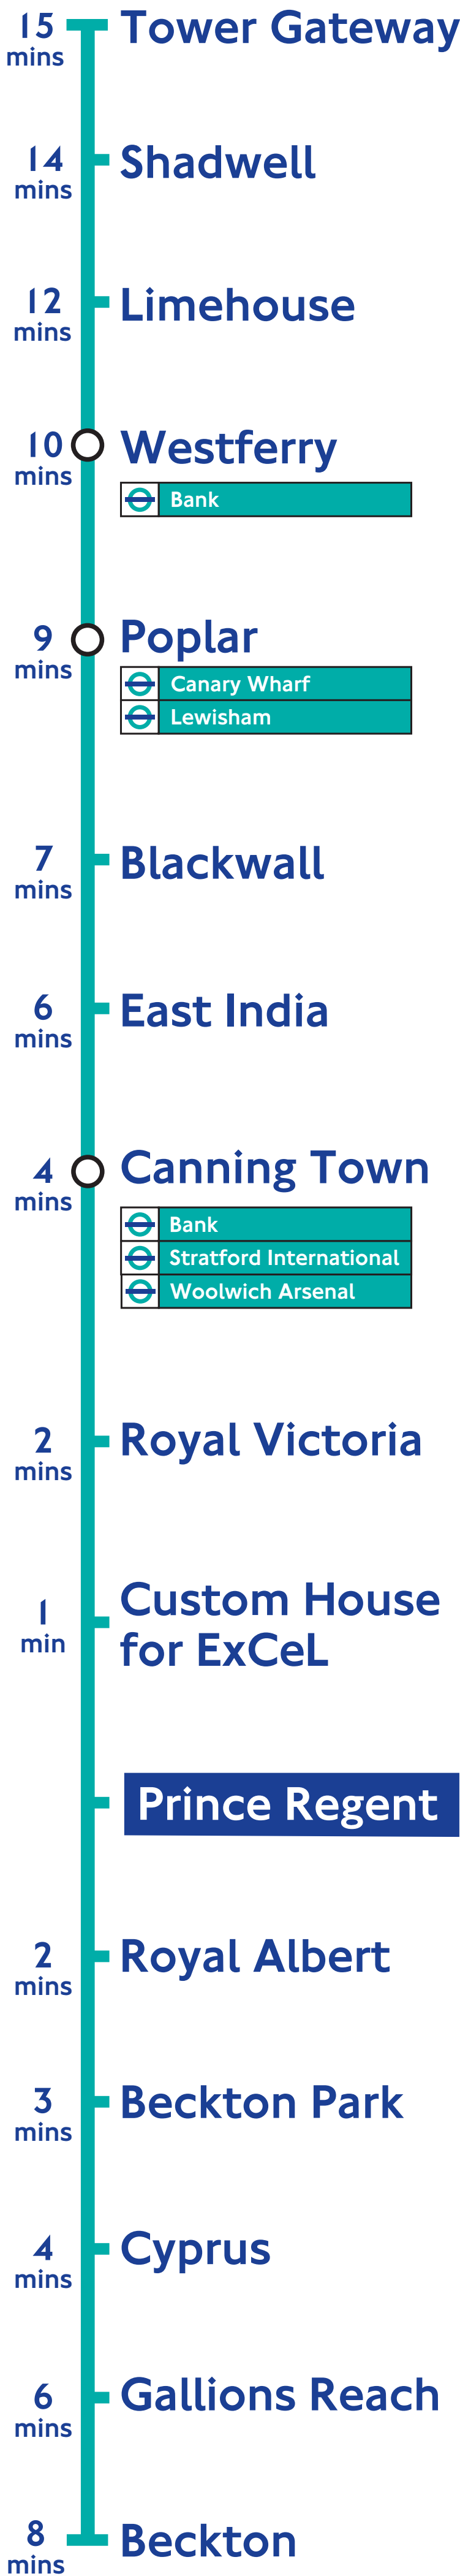 15 mins
Tower Gateway
14 mins
Shadwell
12 mins
Limehouse
10 mins
Westferry
Bank
9 mins
Poplar
Canary Wharf
Lewisham
7 mins
Blackwall
6 mins
East India
4 mins
Canning Town
Bank
Stratford International
Woolwich Arsenal
2 mins
Royal Victoria
1 min
Custom House
for ExCeL
Prince Regent
2 mins
Royal Albert
3 mins
Beckton Park
4 mins
Cyprus
6 mins
Gallions Reach
8 mins
Beckton